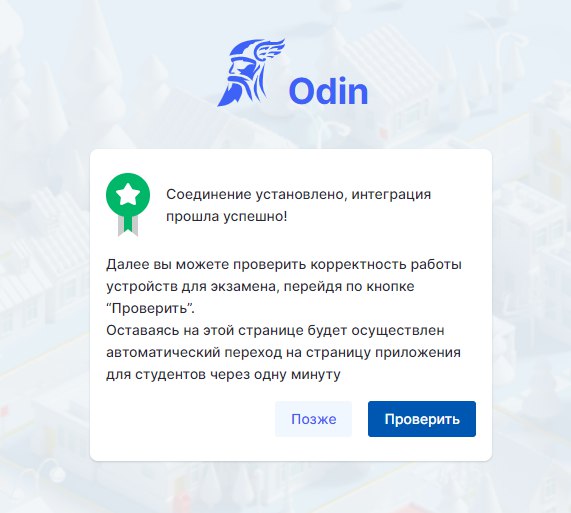 Odin
Соединение установлено, интеграция
прошла успешно!
Далее вы можете проверить корректность работы
устройств для экзамена, перейдя по кнопке
“Проверить”.
Оставаясь на этой странице будет осуществлен
автоматический переход на страницу приложения
для студентов через одну минуту
Позже
Проверить